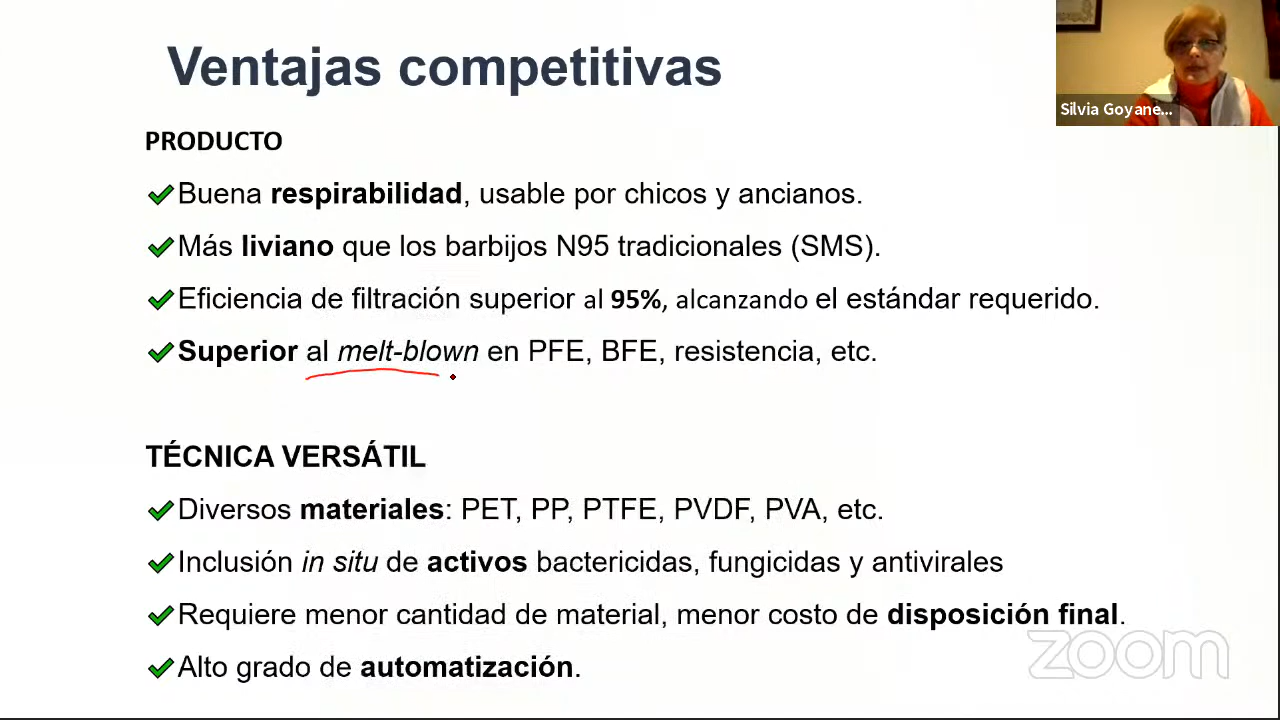 Ventajas competitivas
Silvia Goyane...
PRODUCTO
Buena respirabilidad, usable por chicos y ancianos.
Más liviano que los barbijos N95 tradicionales (SMS).
Eficiencia de filtración superior al 95%, alcanzando el estándar requerido.
Superior al melt-blown en PFE, BFE, resistencia, etc.
TÉCNICA VERSÁTIL
Diversos materiales: PET, PP, PTFE, PVDF, PVA, etc.
Inclusión in situ de activos bactericidas, fungicidas y antivirales
Requiere menor cantidad de material, menor costo de disposición final.
Alto grado de automatización.
zoom